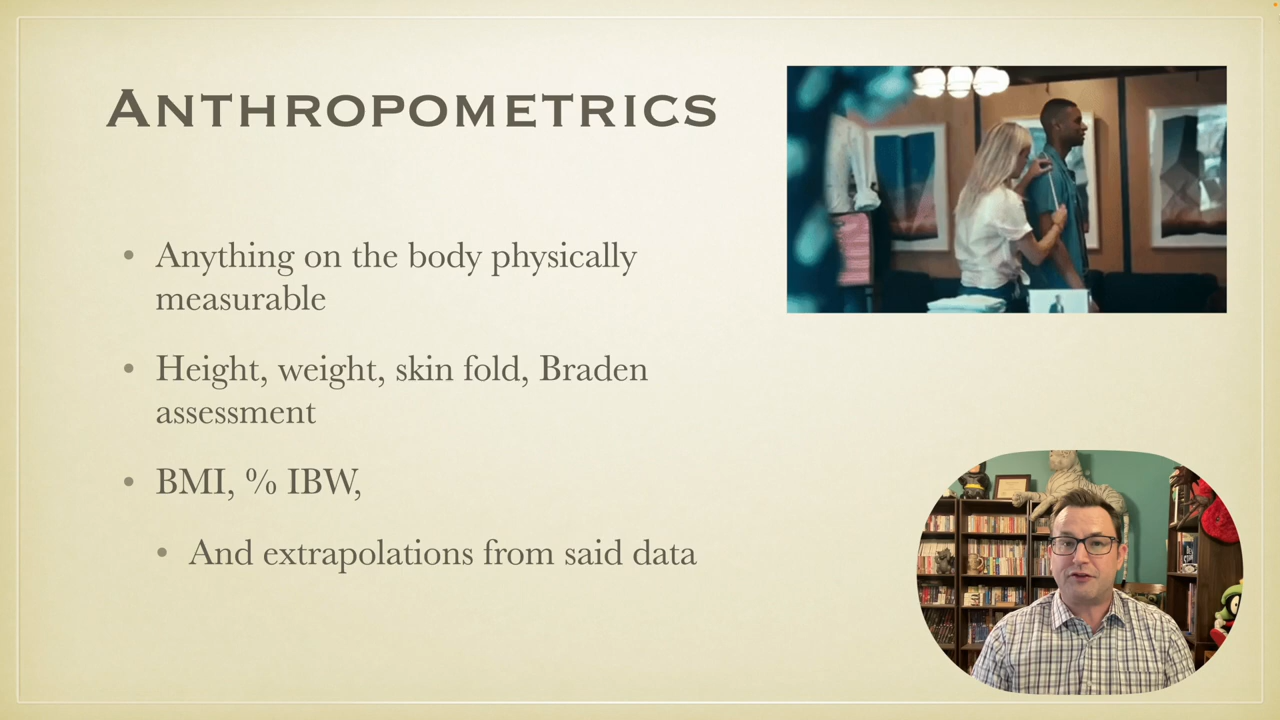 ANTHROPOMETRICS
• Anything on the body physically
measurable
• Height, weight, skin fold, Braden
assessment
• BMI, % IBW,
• And extrapolations from said data